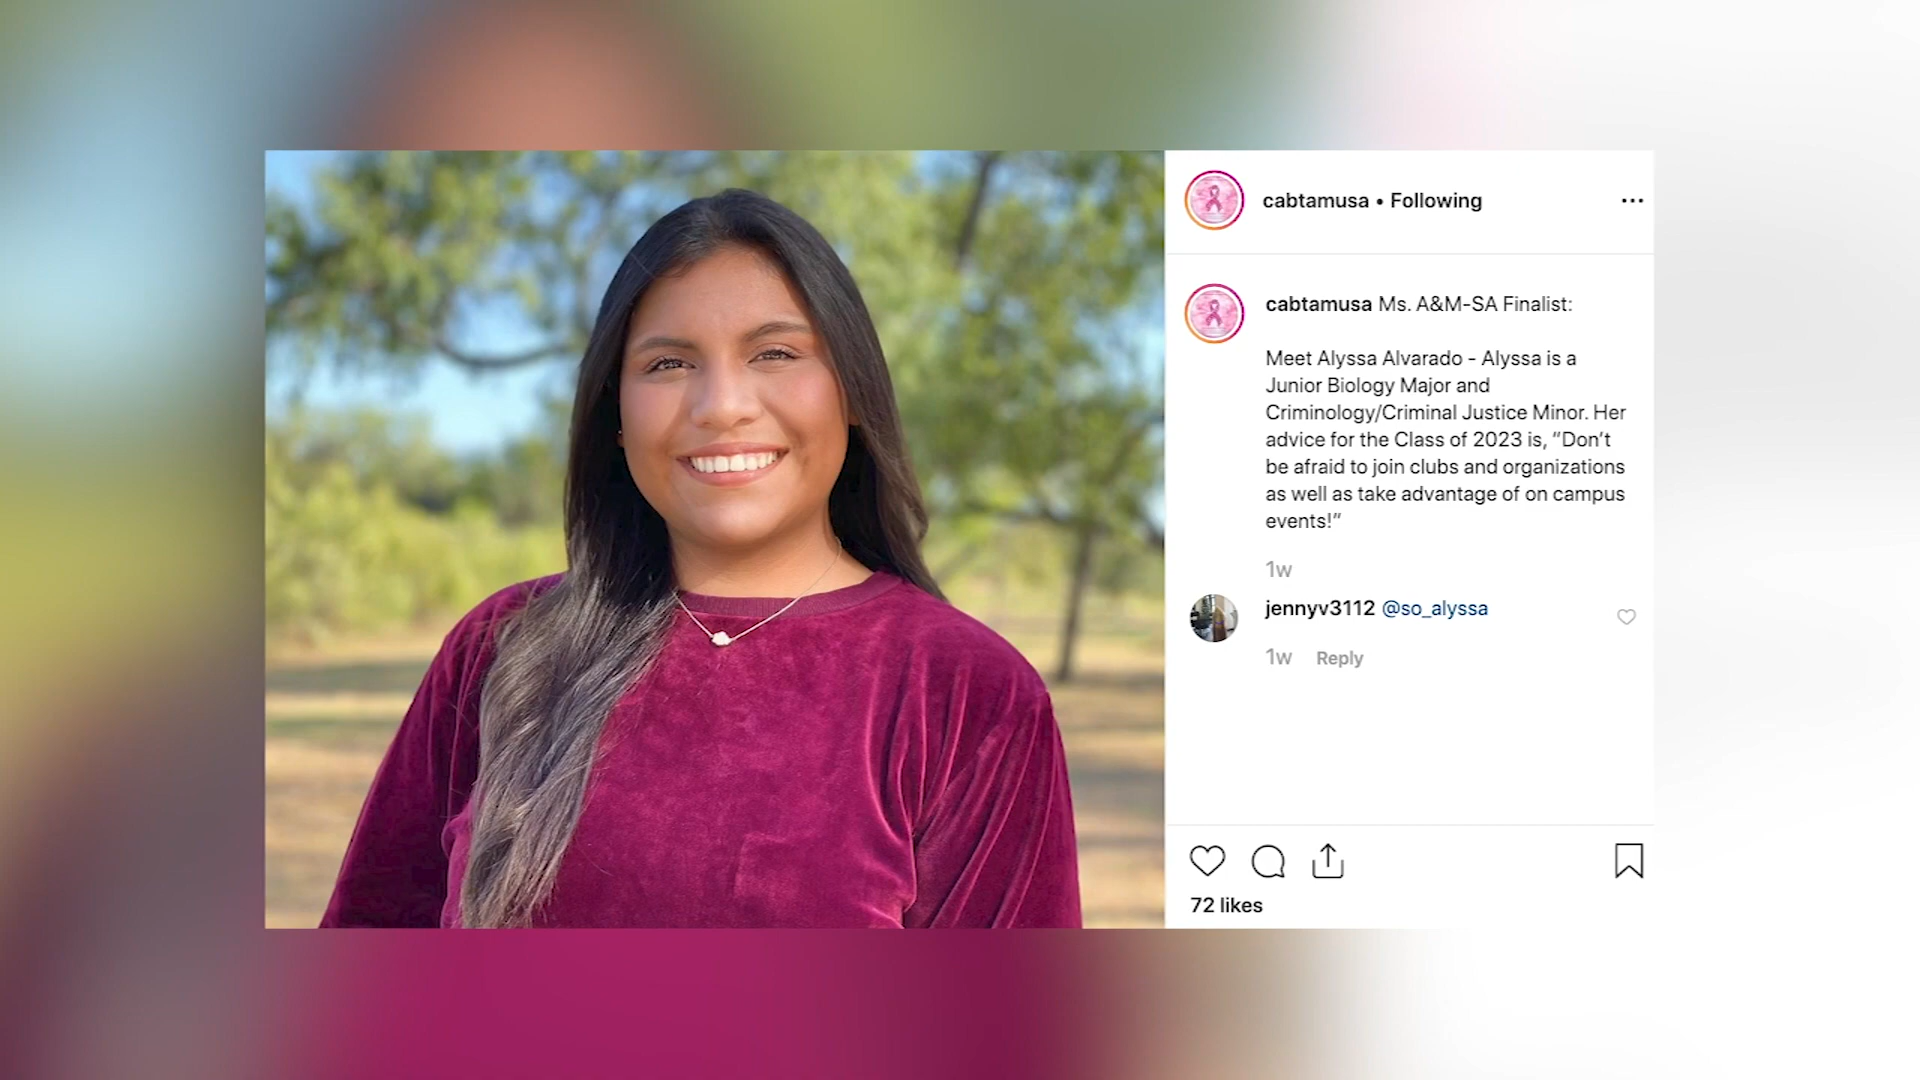 cabtamusa • Following
cabtamusa Ms. A&M-SA Finalist:
Meet Alyssa Alvarado - Alyssa is a
Junior Biology Major and
Criminology/Criminal Justice Minor. Her
advice for the Class of 2023 is, “Don’t
be afraid to join clubs and organizations
as well as take advantage of on campus
events!”
1w
jennyv3112 @so_alyssa
1w Reply
72 likes